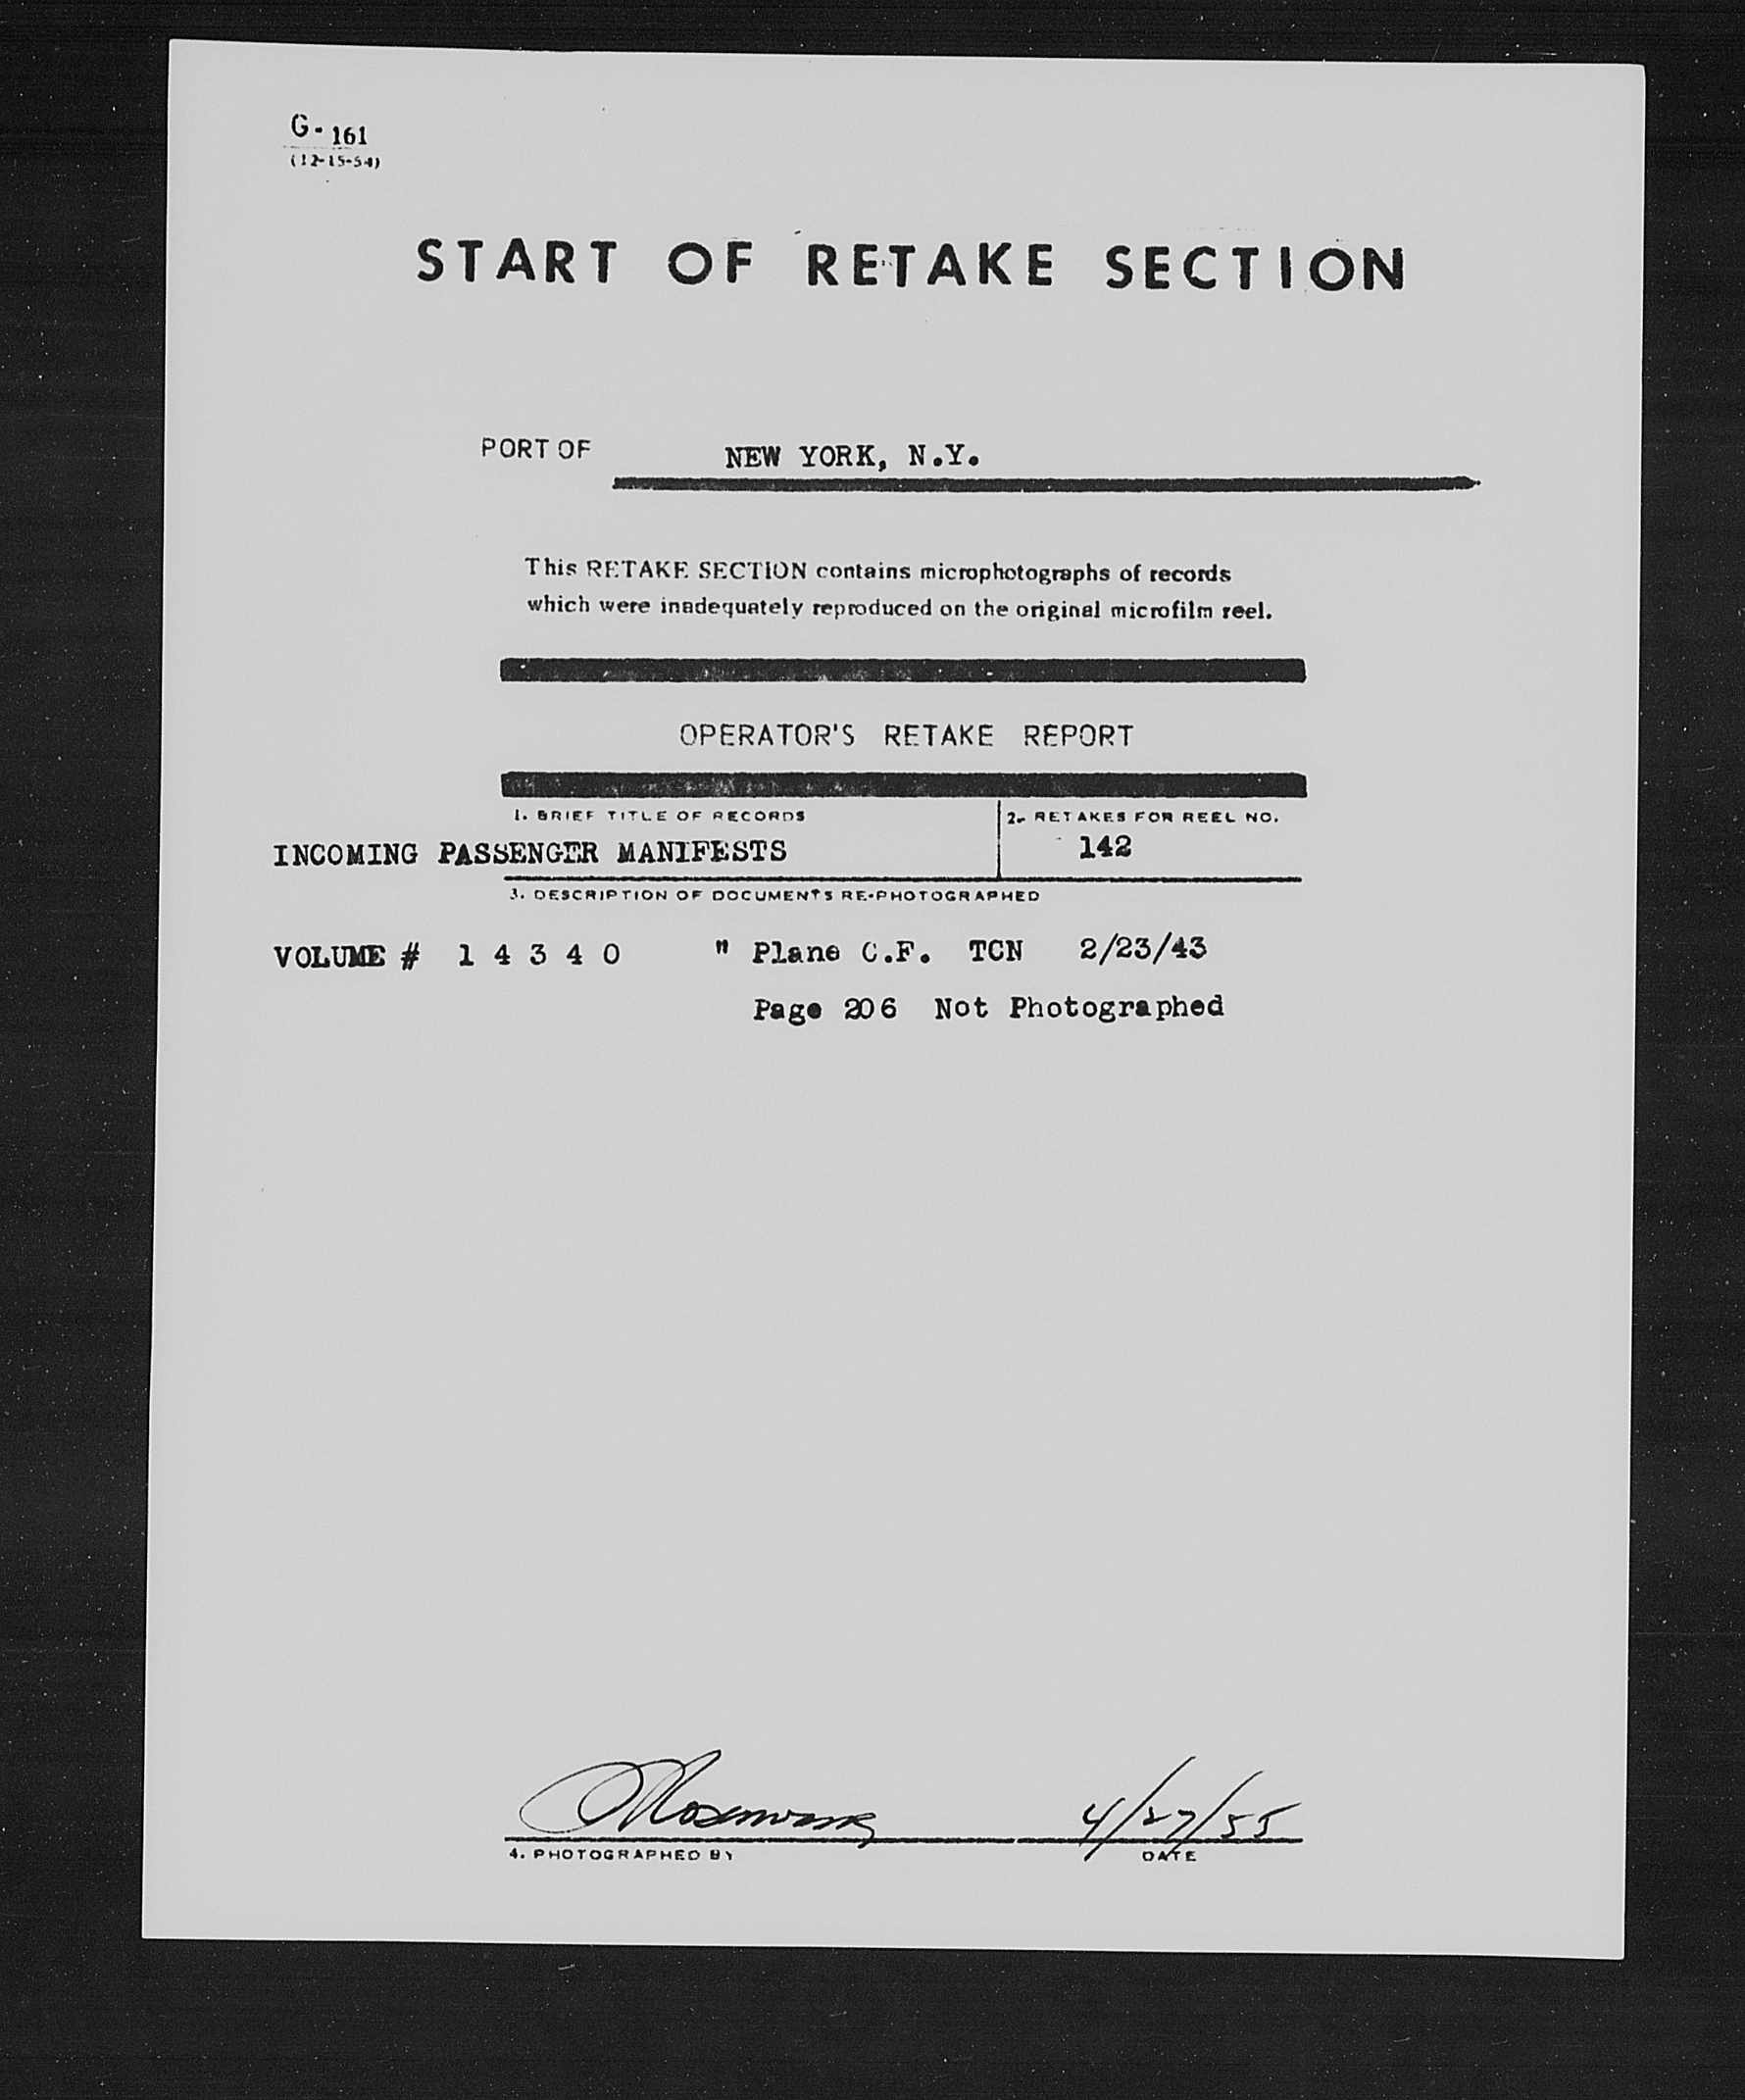 G-161
(12-15-54)
START OF RETAKE SECTION
PORT OF NEW YORK, N.Y.
This RETAKE SECTION contains microphotographs of records
which were inadequately reproduced on the original microfilm reel.
OPERATOR'S RETAKE REPORT
1. BRIEF TITLE OF RECORDS 2. RETAKES FOR REEL NO.
INCOMING PASSENGER MANIFESTS 142
3. DESCRIPTION OF DOCUMENTS RE-PHOTOGRAPHED
VOLUME # 1 4 3 4 0 " Plane C.F. TCN 2/23/43
Page 206 Not Photographed
4/27/55
4. PHOTOGRAPHED BY DATE